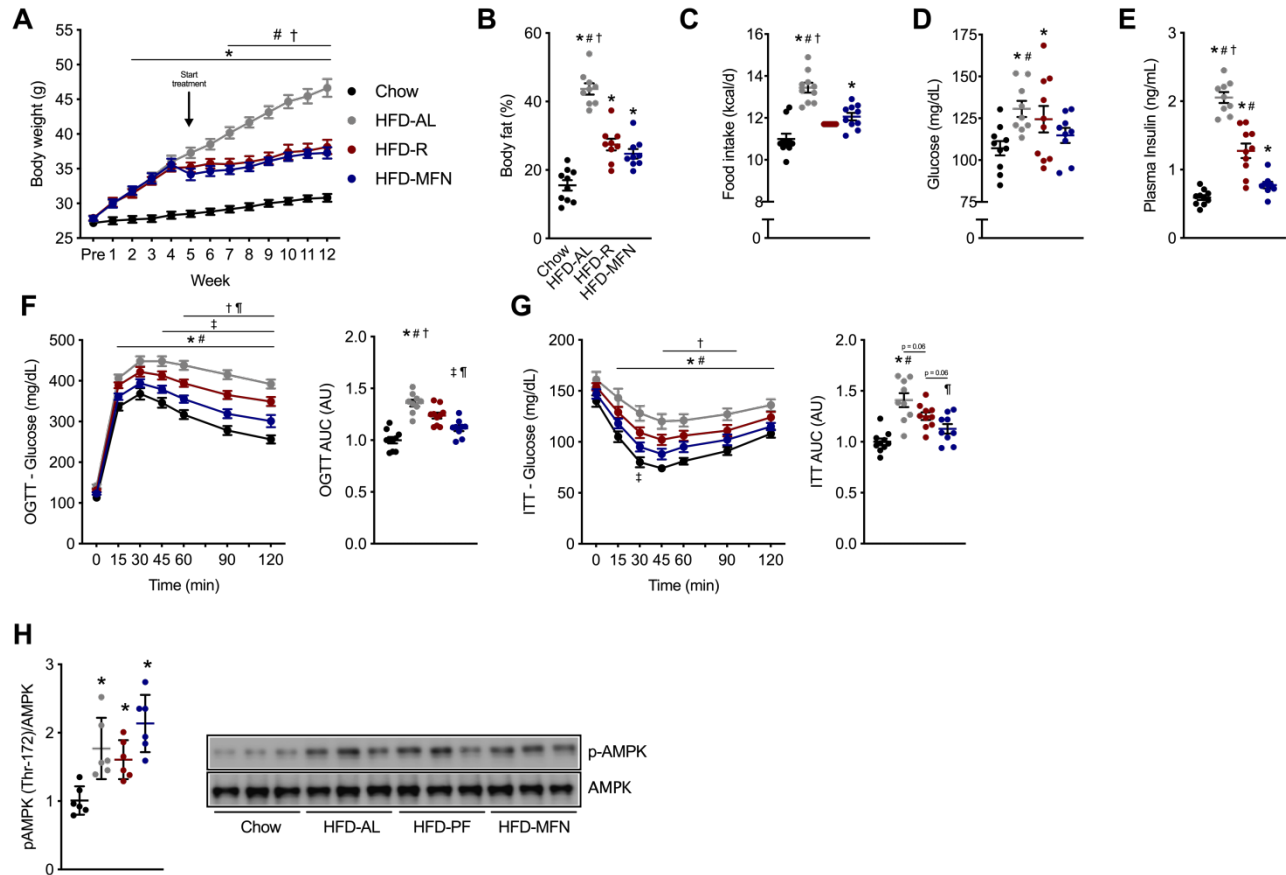 A
# †
*
Start
treatment
Body weight (g)
50
45
40
35
30
25
Pre 1 2 3 4 5 6 7 8 9 10 11 12
Week
Chow
HFD-AL
HFD-R
HFD-MFN
B
Body fat (%)
60
40
20
0
* # †
*
*
Chow
HFD-AL
HFD-R
HFD-MFN
C
Food intake (kcal/d)
16
14
12
10
0
* # †
*
D
Glucose (mg/dL)
175
150
125
100
75
0
* #
*
E
Plasma Insulin (ng/mL)
3
2
1
0
* # †
* #
*
F
† ¶
‡
* #
OGTT - Glucose (mg/dL)
500
400
300
200
100
0
0 15 30 45 60 90 120
Time (min)
OGTT AUC (AU)
2.0
1.5
1.0
0.5
0.0
* # †
‡ ¶
G
†
* #
‡
ITT - Glucose (mg/dL)
200
150
100
50
0
0 15 30 45 60 90 120
Time (min)
ITT AUC (AU)
2.0
1.5
1.0
0.5
0.0
p = 0.06
* #
p = 0.06
¶
H
pAMPK (Thr-172)/AMPK
3
2
1
0
*
*
*
p-AMPK
AMPK
Chow
HFD-AL
HFD-PF
HFD-MFN